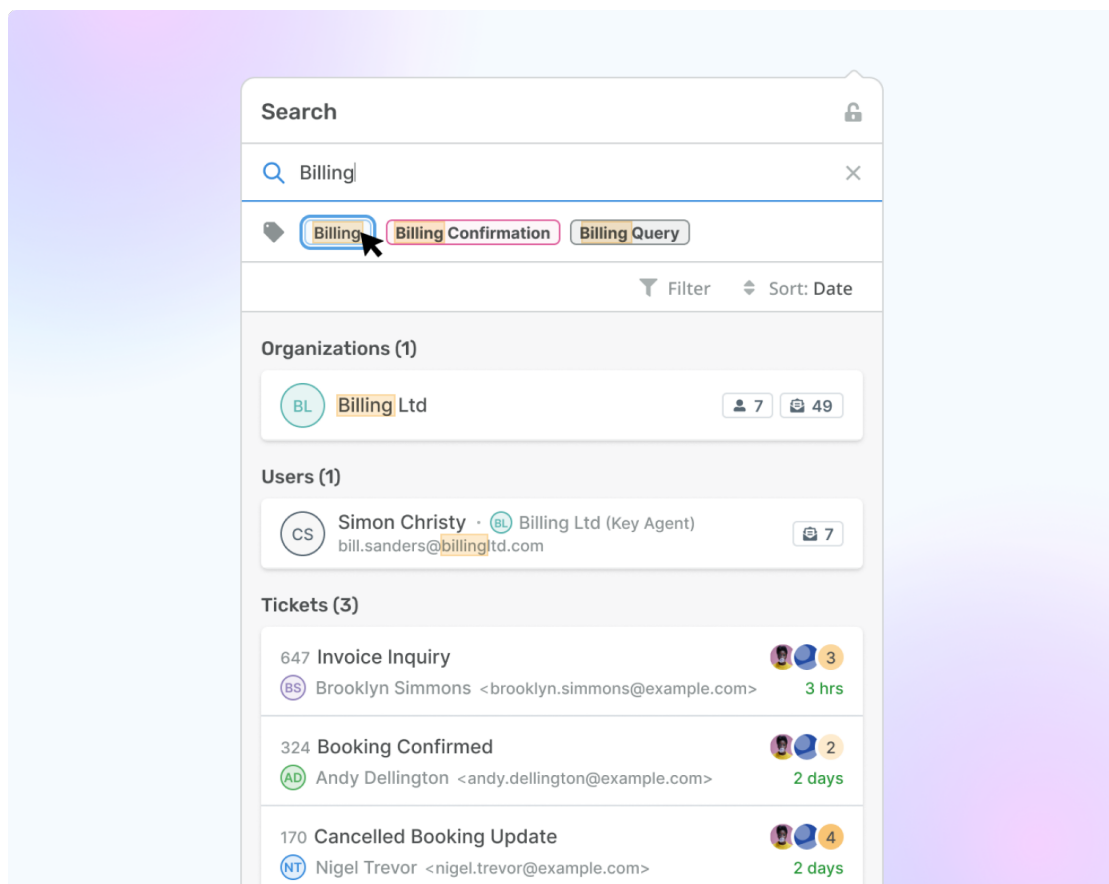 Search
Billing
Billing Billing Confirmation Billing Query
Filter Sort: Date
Organizations (1)
BL Billing Ltd 7 49
Users (1)
CS Simon Christy · BL Billing Ltd (Key Agent) 7
bill.sanders@billingltd.com
Tickets (3)
647 Invoice Inquiry 3
BS Brooklyn Simmons <brooklyn.simmons@example.com> 3 hrs
324 Booking Confirmed 2
AD Andy Dellington <andy.dellington@example.com> 2 days
170 Cancelled Booking Update 4
NT Nigel Trevor <nigel.trevor@example.com> 2 days